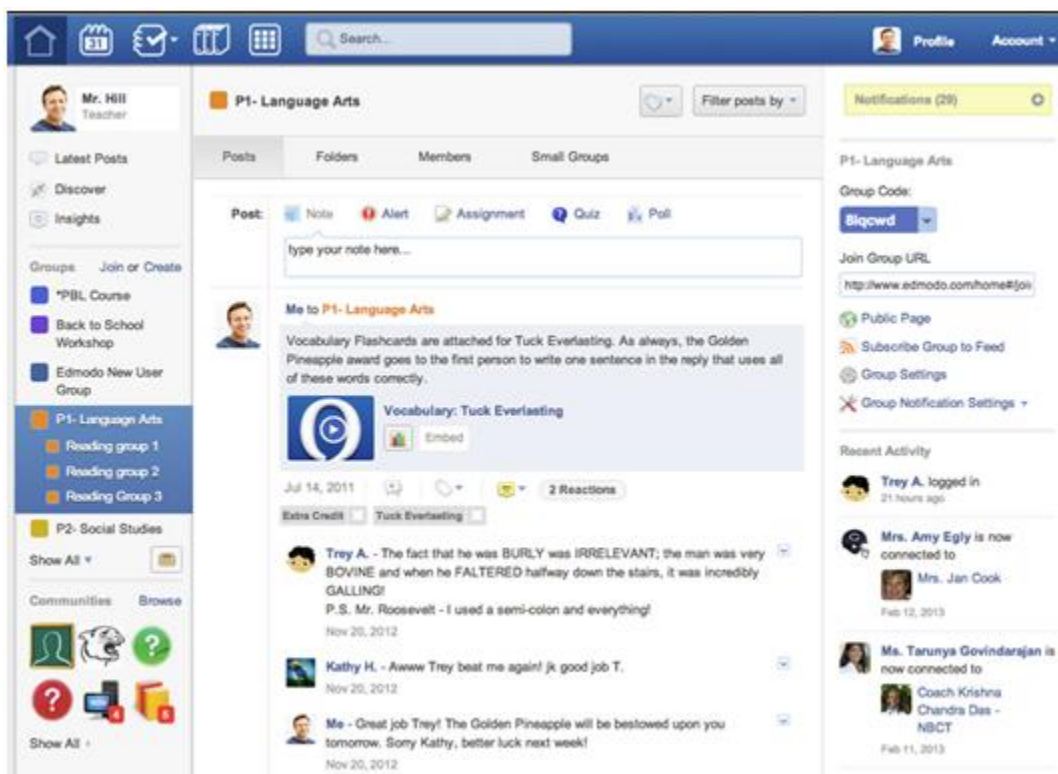 31
Search...
Profile
Account
Mr. Hill
Teacher
Latest Posts
Discover
Insights
Groups Join or Create
*PBL Course
Back to School
Workshop
Edmodo New User
Group
P1- Language Arts
Reading group 1
Reading group 2
Reading Group 3
P2- Social Studies
Show All
Communities Browse
4
5
Show All
P1- Language Arts
Filter posts by
Posts Folders Members Small Groups
Post: Note Alert Assignment Quiz Poll
type your note here...
Me to P1- Language Arts
Vocabulary Flashcards are attached for Tuck Everlasting. As always, the Golden
Pineapple award goes to the first person to write one sentence in the reply that uses all
of these words correctly.
Vocabulary: Tuck Everlasting
Embed
Jul 14, 2011
2 Reactions
Extra Credit Tuck Everlasting
Trey A. - The fact that he was BURLY was IRRELEVANT; the man was very
BOVINE and when he FALTERED halfway down the stairs, it was incredibly
GALLING!
P.S. Mr. Roosevelt - I used a semi-colon and everything!
Nov 20, 2012
Kathy H. - Awww Trey beat me again! jk good job T.
Nov 20, 2012
Me - Great job Trey! The Golden Pineapple will be bestowed upon you
tomorrow. Sorry Kathy, better luck next week!
Nov 20, 2012
Notifications (29)
P1- Language Arts
Group Code:
Join Group URL
http://www.edmodo.com/home#/joi
Public Page
Subscribe Group to Feed
Group Settings
Group Notification Settings
Recent Activity
Trey A. logged in
21 hours ago
Mrs. Amy Egly is now
connected to
Mrs. Jan Cook
Feb 12, 2013
Ms. Tarunya Govindarajan is
now connected to
Coach Krishna
Chandra Das -
NBCT
Feb 11, 2013